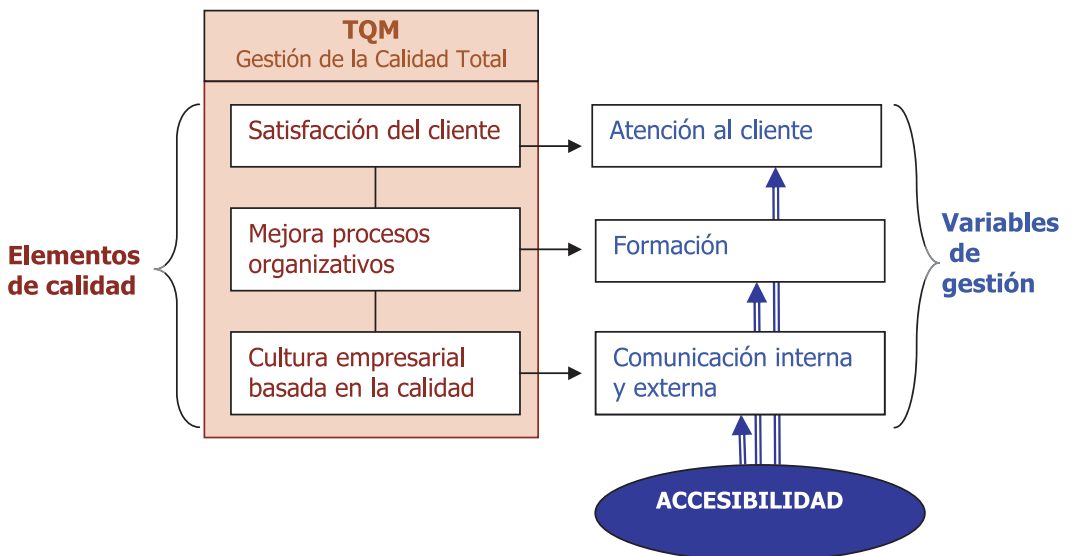 TQM
Gestión de la Calidad Total
Elementos
de calidad
Satisfacción del cliente
Mejora procesos
organizativos
Cultura empresarial
basada en la calidad
Atención al cliente
Formación
Comunicación interna
y externa
Variables
de
gestión
ACCESIBILIDAD